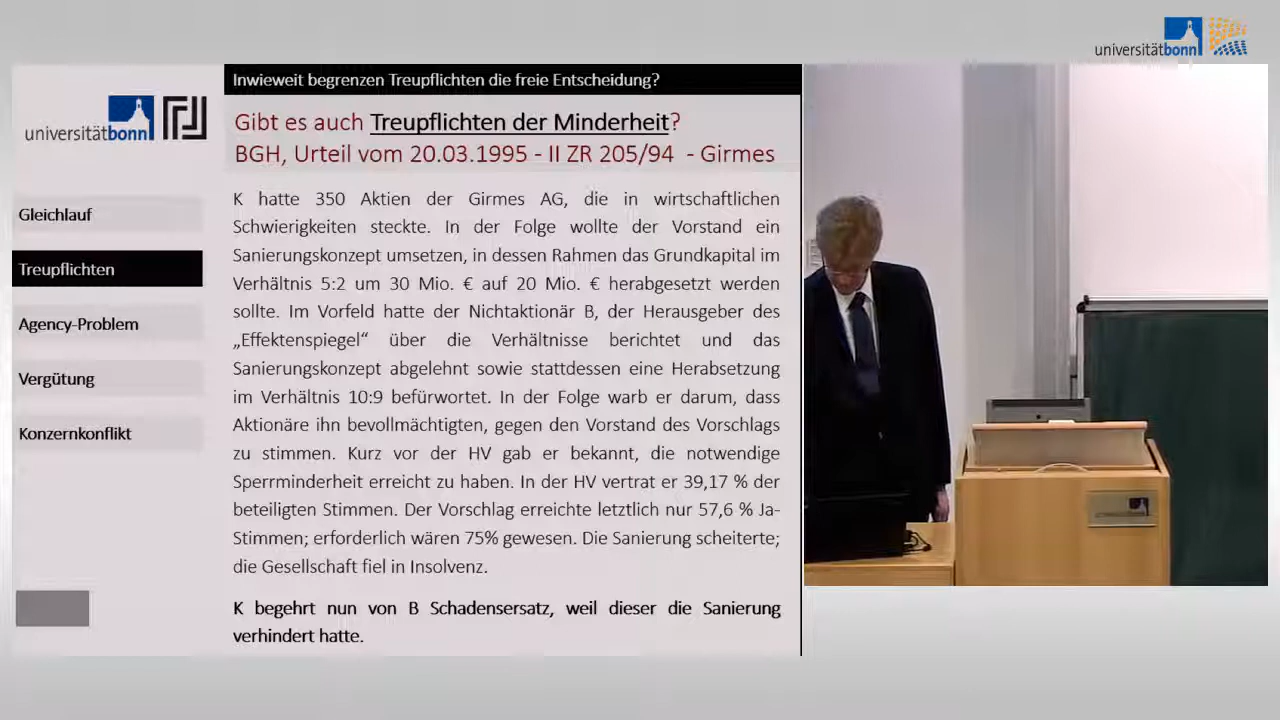 universitätbonn
Inwieweit begrenzen Treupflichten die freie Entscheidung?
universitätbonn
Gibt es auch Treupflichten der Minderheit?
BGH, Urteil vom 20.03.1995 - II ZR 205/94 - Girmes
Gleichlauf
Treupflichten
Agency-Problem
Vergütung
Konzernkonflikt
K hatte 350 Aktien der Girmes AG, die in wirtschaftlichen
Schwierigkeiten steckte. In der Folge wollte der Vorstand ein
Sanierungskonzept umsetzen, in dessen Rahmen das Grundkapital im
Verhältnis 5:2 um 30 Mio. € auf 20 Mio. € herabgesetzt werden
sollte. Im Vorfeld hatte der Nichtaktionär B, der Herausgeber des
„Effektenspiegel“ über die Verhältnisse berichtet und das
Sanierungskonzept abgelehnt sowie stattdessen eine Herabsetzung
im Verhältnis 10:9 befürwortet. In der Folge warb er darum, dass
Aktionäre ihn bevollmächtigten, gegen den Vorstand des Vorschlags
zu stimmen. Kurz vor der HV gab er bekannt, die notwendige
Sperrminderheit erreicht zu haben. In der HV vertrat er 39,17 % der
beteiligten Stimmen. Der Vorschlag erreichte letztlich nur 57,6 % Ja-
Stimmen; erforderlich wären 75% gewesen. Die Sanierung scheiterte;
die Gesellschaft fiel in Insolvenz.
K begehrt nun von B Schadensersatz, weil dieser die Sanierung
verhindert hatte.